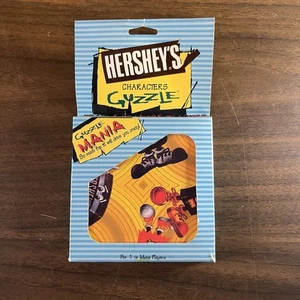 HERSHEY'S
CHARACTERS
GUZZLE
GUZZLE
MANIA
For 1 or More Players